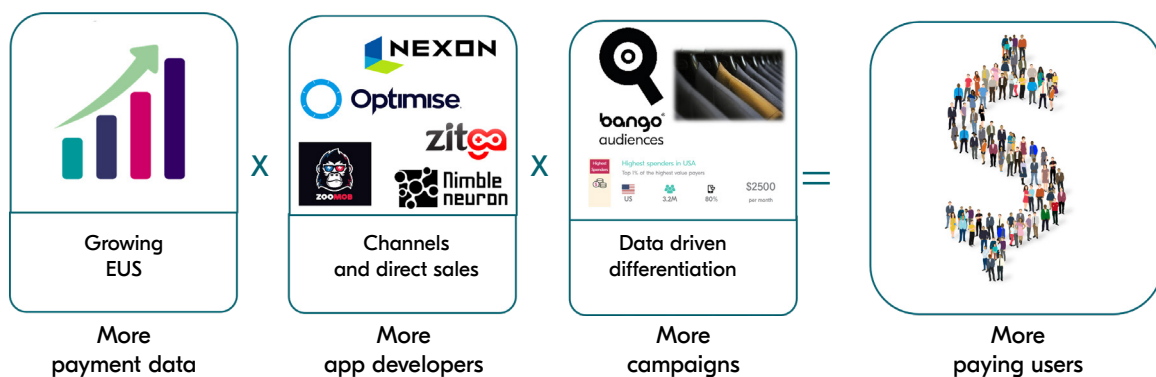 NEXON
Optimise
zitga
ZOOMOB
Nimble
neuron
bango
audiences
Highest
Spenders
Highest spenders in USA
Top 1% of the highest value payers
US
3.2M
80%
$2500
per month
x
x
=
Growing
EUS
Channels
and direct sales
Data driven
differentiation
More
payment data
More
app developers
More
campaigns
More
paying users